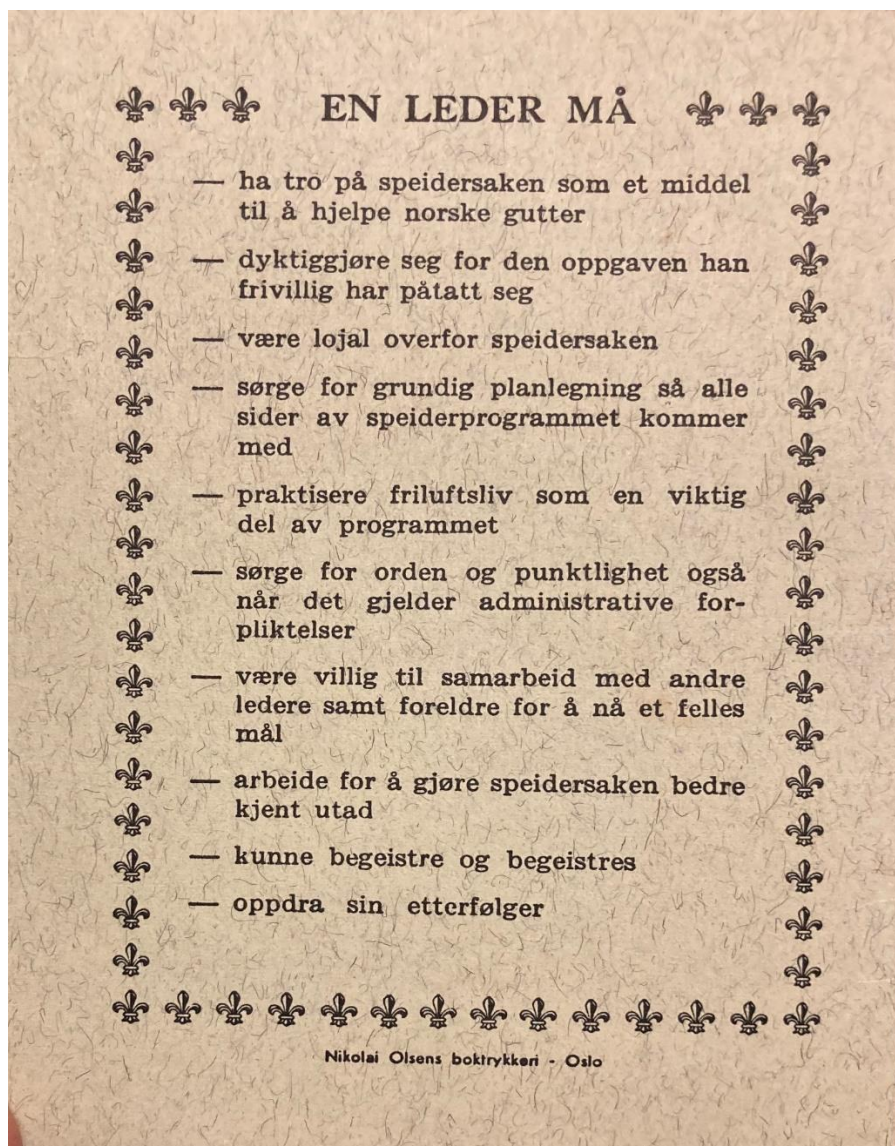 EN LEDER MÅ
— ha tro på speidersaken som et middel
til å hjelpe norske gutter
— dyktiggjøre seg for den oppgaven han
frivillig har påtatt seg
— være lojal overfor speidersaken
— sørge for grundig planlegning så alle
sider av speiderprogrammet kommer
med
— praktisere friluftsliv som en viktig
del av programmet
— sørge for orden og punktlighet også
når det gjelder administrative for-
pliktelser
— være villig til samarbeid med andre
ledere samt foreldre for å nå et felles
mål
— arbeide for å gjøre speidersaken bedre
kjent utad
— kunne begeistre og begeistres
— oppdra sin etterfølger
Nikolai Olsens boktrykkeri - Oslo